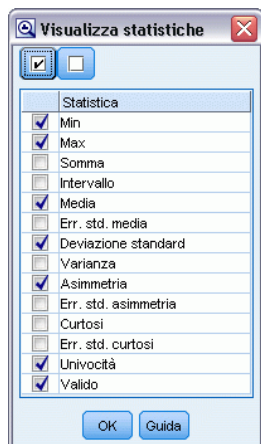 Visualizza statistiche
Statistica
Min
Max
Somma
Intervallo
Media
Err. std. media
Deviazione standard
Varianza
Asimmetria
Err. std. asimmetria
Curtosi
Err. std. curtosi
Univocità
Valido
OK Guida